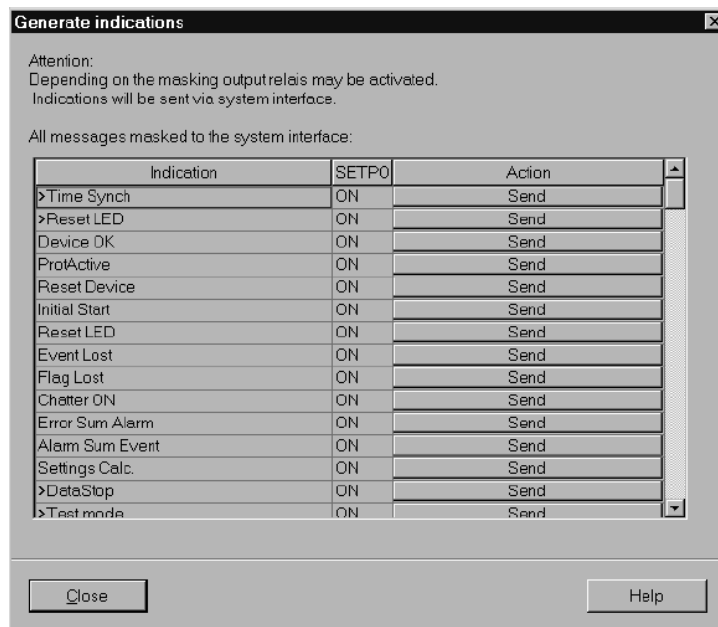 Generate indications
Attention:
Depending on the masking output relais may be activated.
Indications will be sent via system interface.
All messages masked to the system interface:
Indication SETPO Action
>Time Synch ON Send
>Reset LED ON Send
Device OK ON Send
ProtActive ON Send
Reset Device ON Send
Initial Start ON Send
Reset LED ON Send
Event Lost ON Send
Flag Lost ON Send
Chatter ON ON Send
Error Sum Alarm ON Send
Alarm Sum Event ON Send
Settings Calc. ON Send
>DataStop ON Send
>Test mode ON Send
Close Help